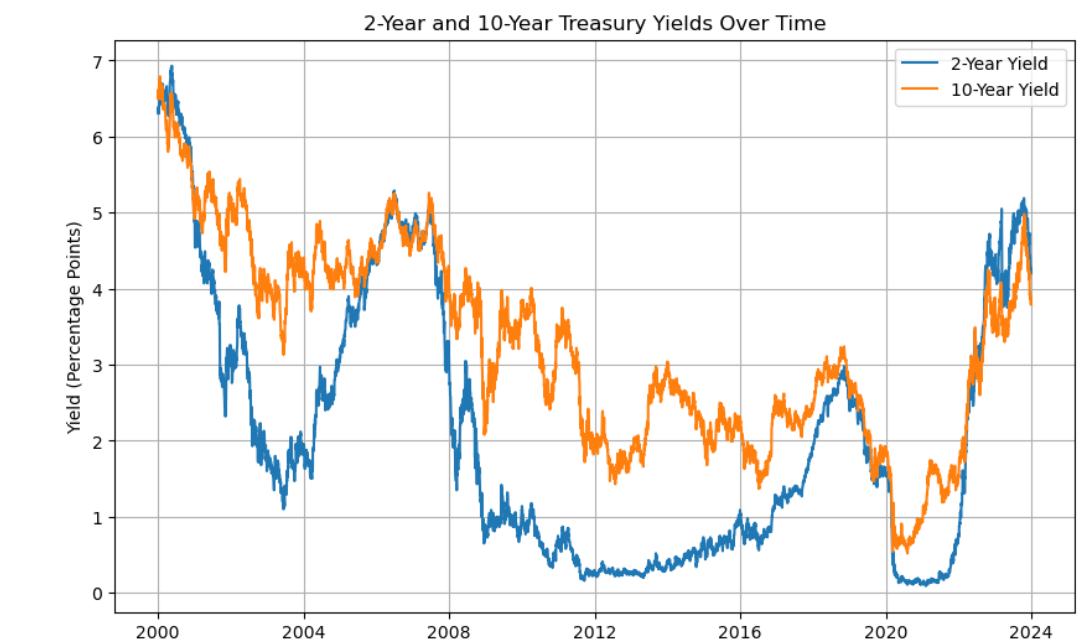 2-Year and 10-Year Treasury Yields Over Time
2-Year Yield
10-Year Yield
Yield (Percentage Points)
7
6
5
4
3
2
1
0
2000 2004 2008 2012 2016 2020 2024